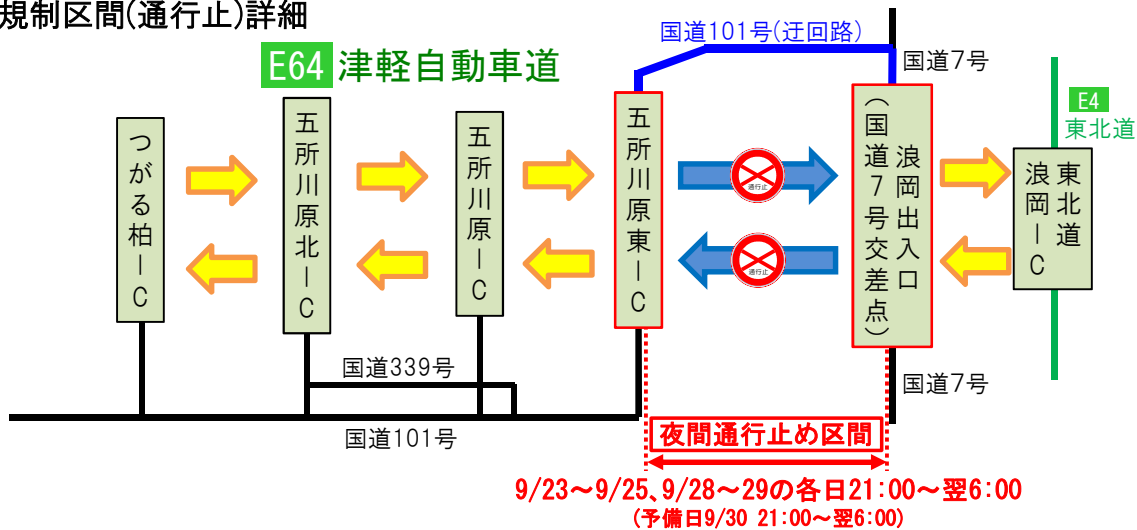 規制区間(通行止)詳細
国道101号(迂回路)
国道7号
E64 津軽自動車道
E4
東北道
つがる柏IC
五所川原北IC
五所川原IC
五所川原東IC
通行止
通行止
浪岡出入口
(国道7号交差点)
東北道
浪岡IC
国道339号
国道7号
国道101号
夜間通行止め区間
9/23～9/25、9/28～29の各日21:00～翌6:00
(予備日9/30 21:00～翌6:00)